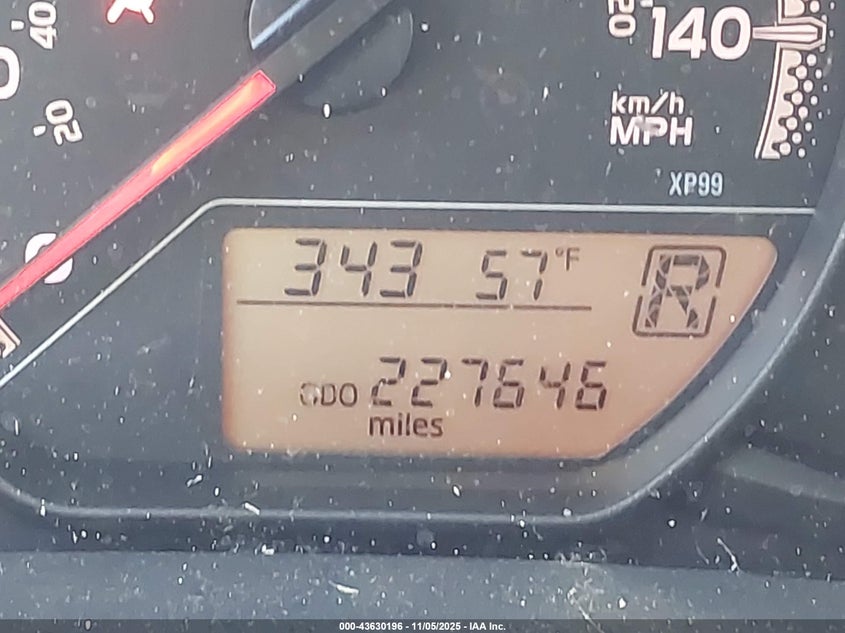 40
20
140
km/h
MPH
XP99
343 57°F
R
ODO 227646
miles
000-43630196 - 11/05/2025 - IAA Inc.